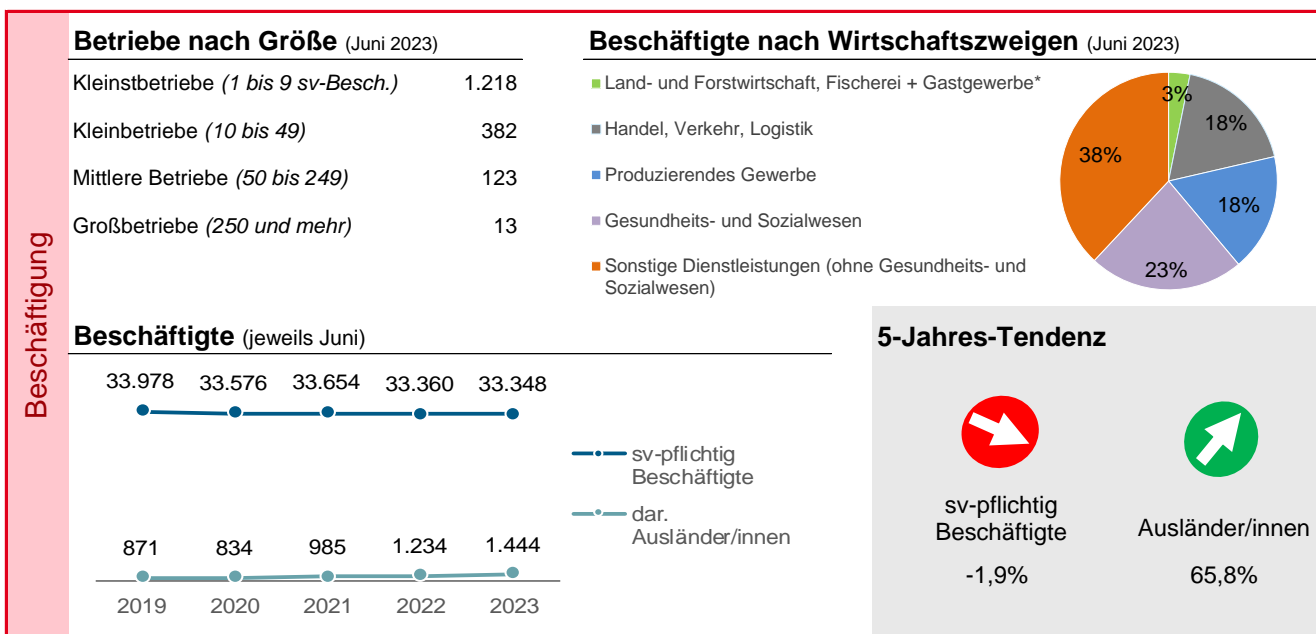 Beschäftigung
Betriebe nach Größe (Juni 2023)
Kleinstbetriebe (1 bis 9 sv-Besch.) 1.218
Kleinbetriebe (10 bis 49) 382
Mittlere Betriebe (50 bis 249) 123
Großbetriebe (250 und mehr) 13
Beschäftigte nach Wirtschaftszweigen (Juni 2023)
Land- und Forstwirtschaft, Fischerei + Gastgewerbe*
Handel, Verkehr, Logistik
Produzierendes Gewerbe
Gesundheits- und Sozialwesen
Sonstige Dienstleistungen (ohne Gesundheits- und
Sozialwesen)
3%
18%
18%
23%
38%
Beschäftigte (jeweils Juni)
33.978 33.576 33.654 33.360 33.348
sv-pflichtig
Beschäftigte
dar.
Ausländer/innen
871 834 985 1.234 1.444
2019 2020 2021 2022 2023
5-Jahres-Tendenz
sv-pflichtig
Beschäftigte
-1,9%
Ausländer/innen
65,8%